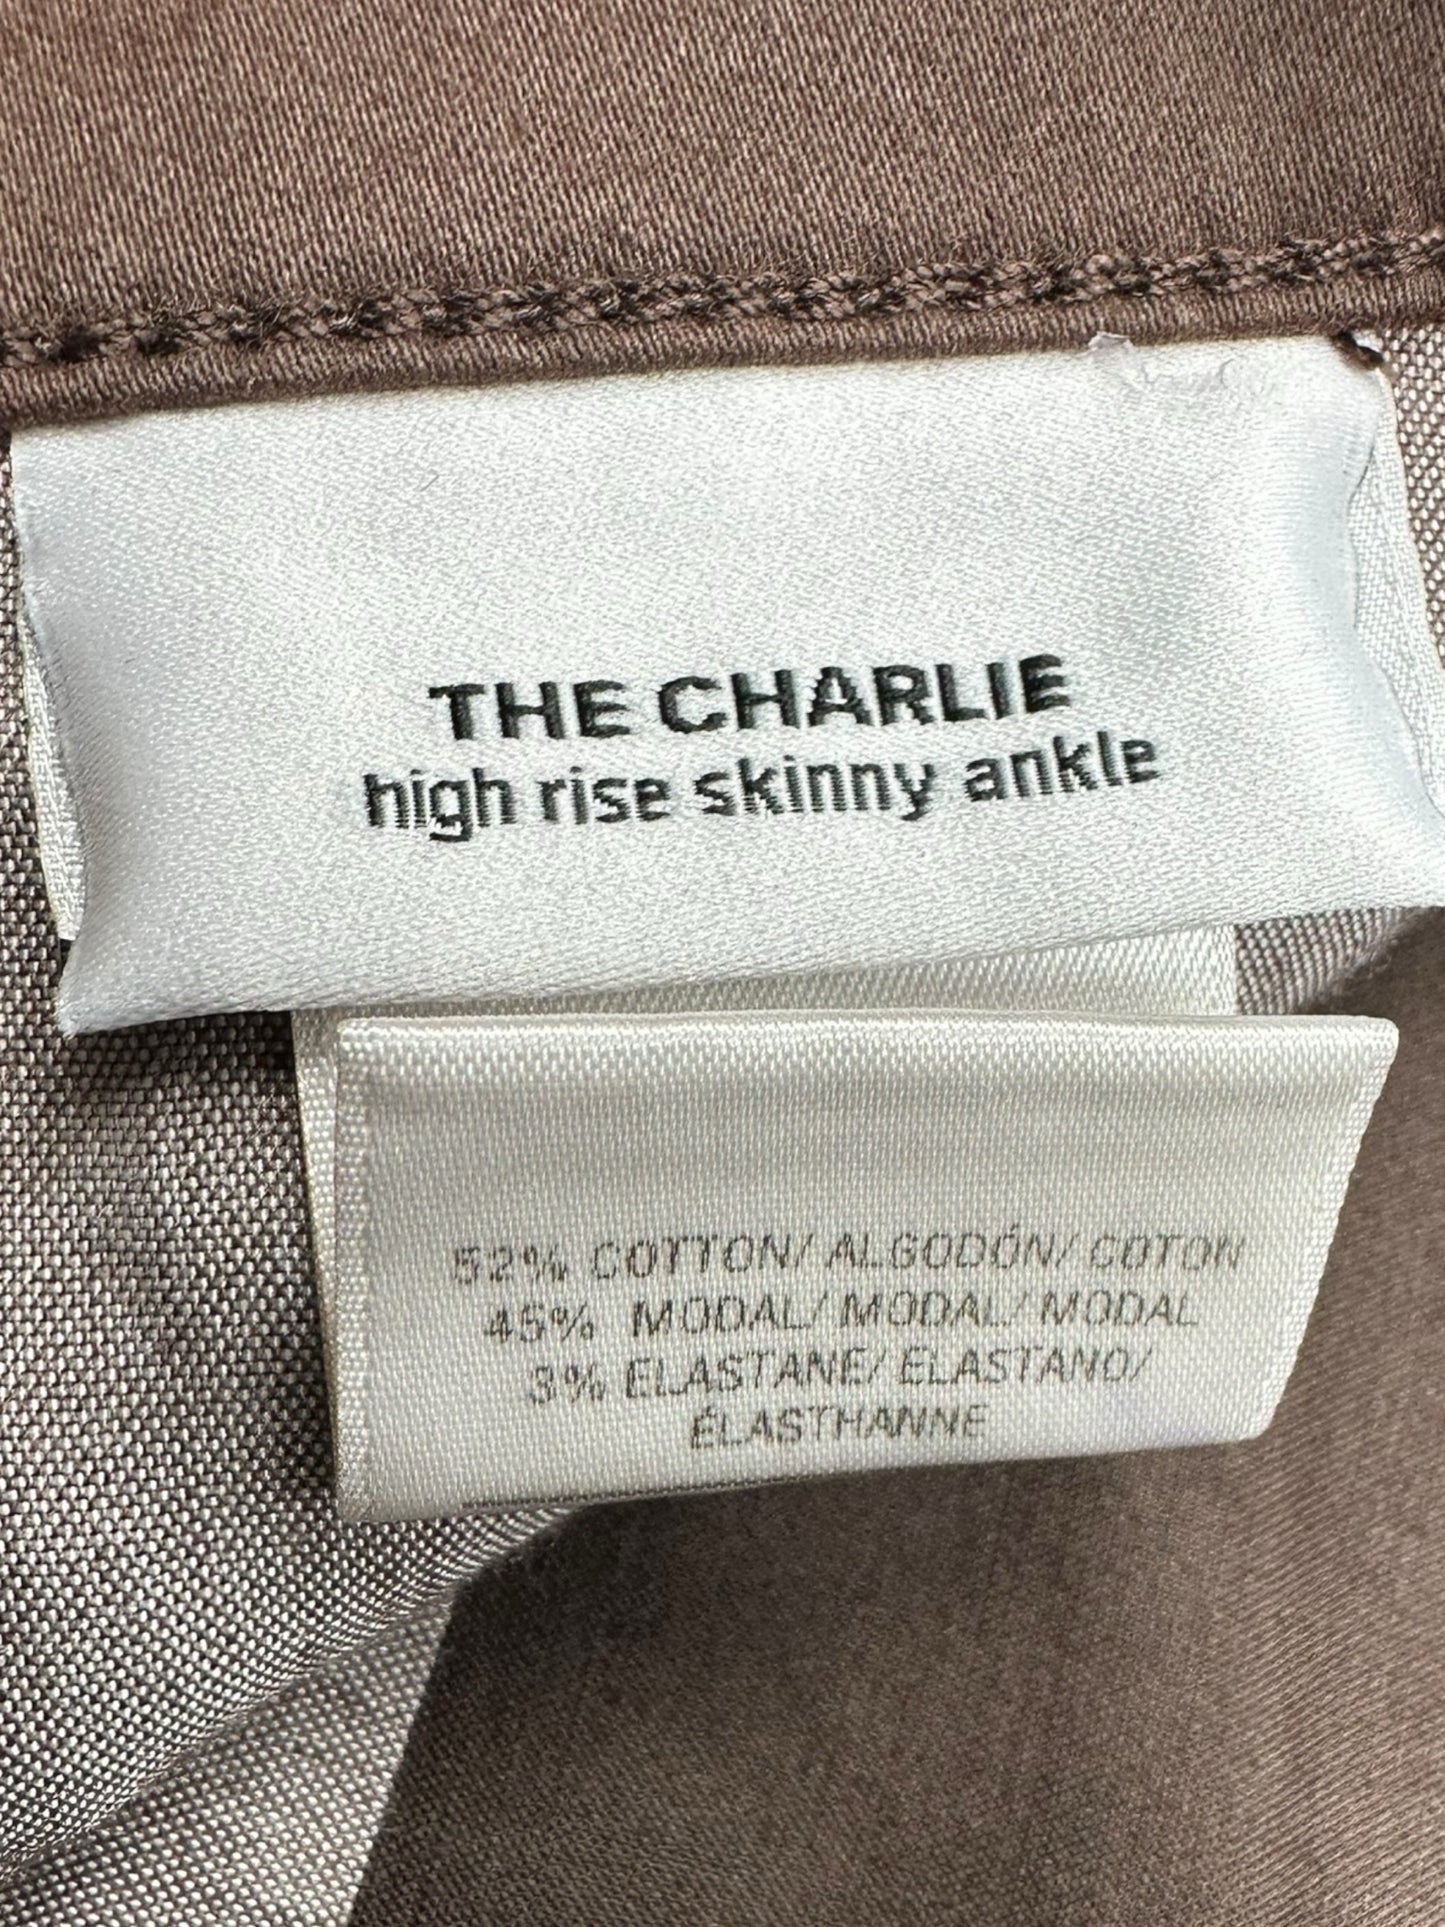 THE CHARLIE
high rise skinny ankle
52% COTTON/ ALGODÓN/ COTON
45% MODAL/ MODAL/ MODAL
3% ELASTANE/ ELASTANO/
ÉLASTHANNE